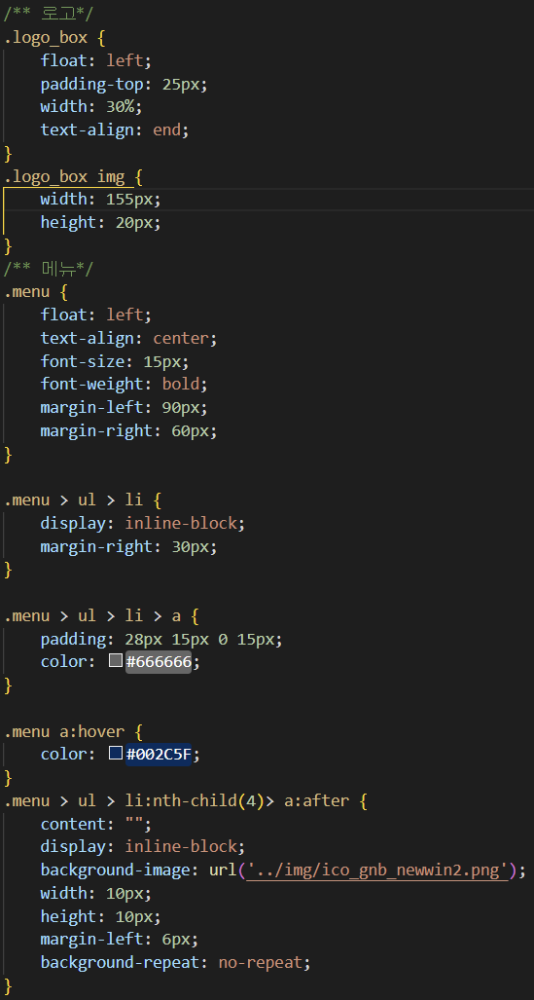 /** 로고*/
.logo_box {
    float: left;
    padding-top: 25px;
    width: 30%;
    text-align: end;
}
.logo_box img {
    width: 155px;
    height: 20px;
}
/** 메뉴*/
.menu {
    float: left;
    text-align: center;
    font-size: 15px;
    font-weight: bold;
    margin-left: 90px;
    margin-right: 60px;
}

.menu > ul > li {
    display: inline-block;
    margin-right: 30px;
}

.menu > ul > li > a {
    padding: 28px 15px 0 15px;
    color: #666666;
}

.menu a:hover {
    color: #002C5F;
}
.menu > ul > li:nth-child(4)> a:after {
    content: "";
    display: inline-block;
    background-image: url('../img/ico_gnb_newwin2.png');
    width: 10px;
    height: 10px;
    margin-left: 6px;
    background-repeat: no-repeat;
}